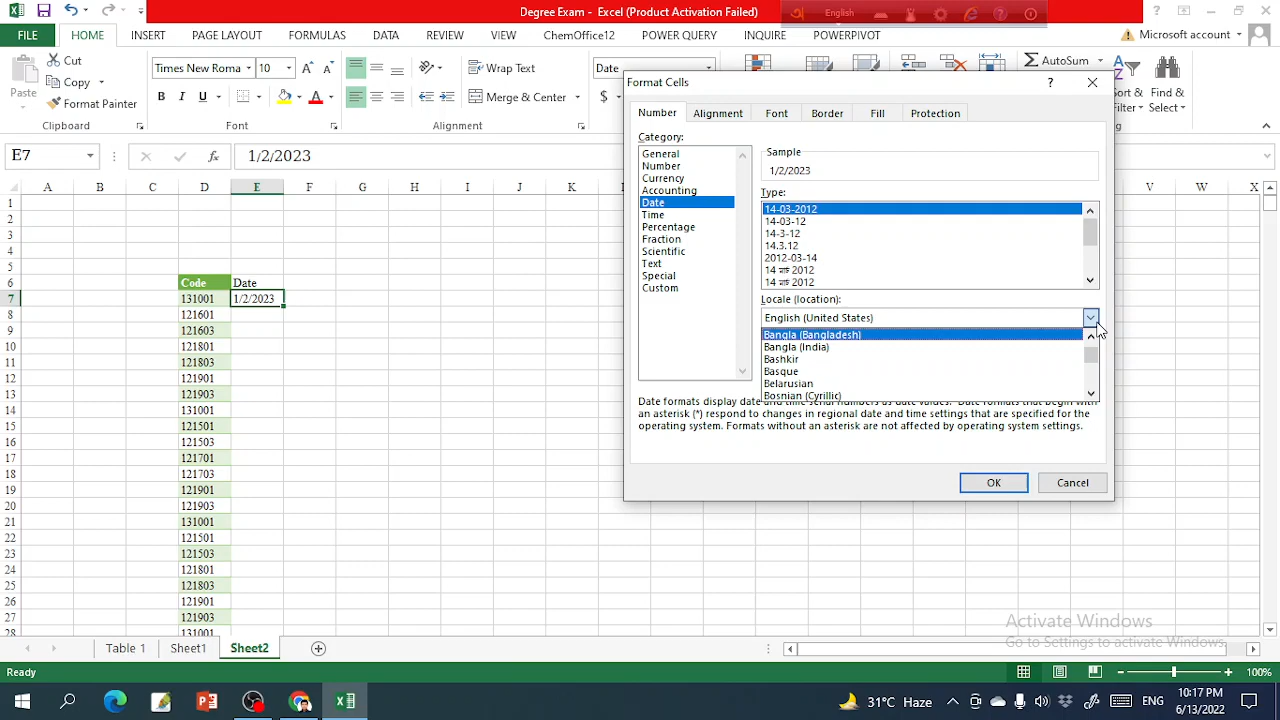 Degree Exam - Excel (Product Activation Failed)
English
FILE
HOME
INSERT
PAGE LAYOUT
FORMULAS
DATA
REVIEW
VIEW
ChemOffice12
POWER QUERY
INQUIRE
POWERPIVOT
Microsoft account
Paste
Cut
Copy
Format Painter
Clipboard
Times New Roma
10
B I U
Font
Wrap Text
Merge & Center
Alignment
Date
$
AutoSum
Sort &
Filter
Find &
Select
E7
1/2/2023
A B C D E F G H I J K V W X
1
2
3
4
5
6 Code Date
7 131001 1/2/2023
8 121601
9 121603
10 121801
11 121803
12 121901
13 121903
14 131001
15 121501
16 121503
17 121701
18 121703
19 121901
20 121903
21 131001
22 121501
23 121503
24 121801
25 121803
26 121901
27 121903
28 131001
Format Cells
?
Number
Alignment
Font
Border
Fill
Protection
Category:
General
Number
Currency
Accounting
Date
Time
Percentage
Fraction
Scientific
Text
Special
Custom
Sample
1/2/2023
Type:
14-03-2012
14-03-12
14-3-12
14.3.12
2012-03-14
14 মার্চ 2012
14 মার্চ 2012
Locale (location):
English (United States)
Bangla (Bangladesh)
Bangla (India)
Bashkir
Basque
Belarusian
Bosnian (Cyrillic)
Date formats display date and time serial numbers as date values. Date formats that begin with
an asterisk (*) respond to changes in regional date and time settings that are specified for the
operating system. Formats without an asterisk are not affected by operating system settings.
OK
Cancel
Activate Windows
Go to Settings to activate Windows.
Table 1
Sheet1
Sheet2
Ready
100%
31°C Haze
ENG
10:17 PM
6/13/2022